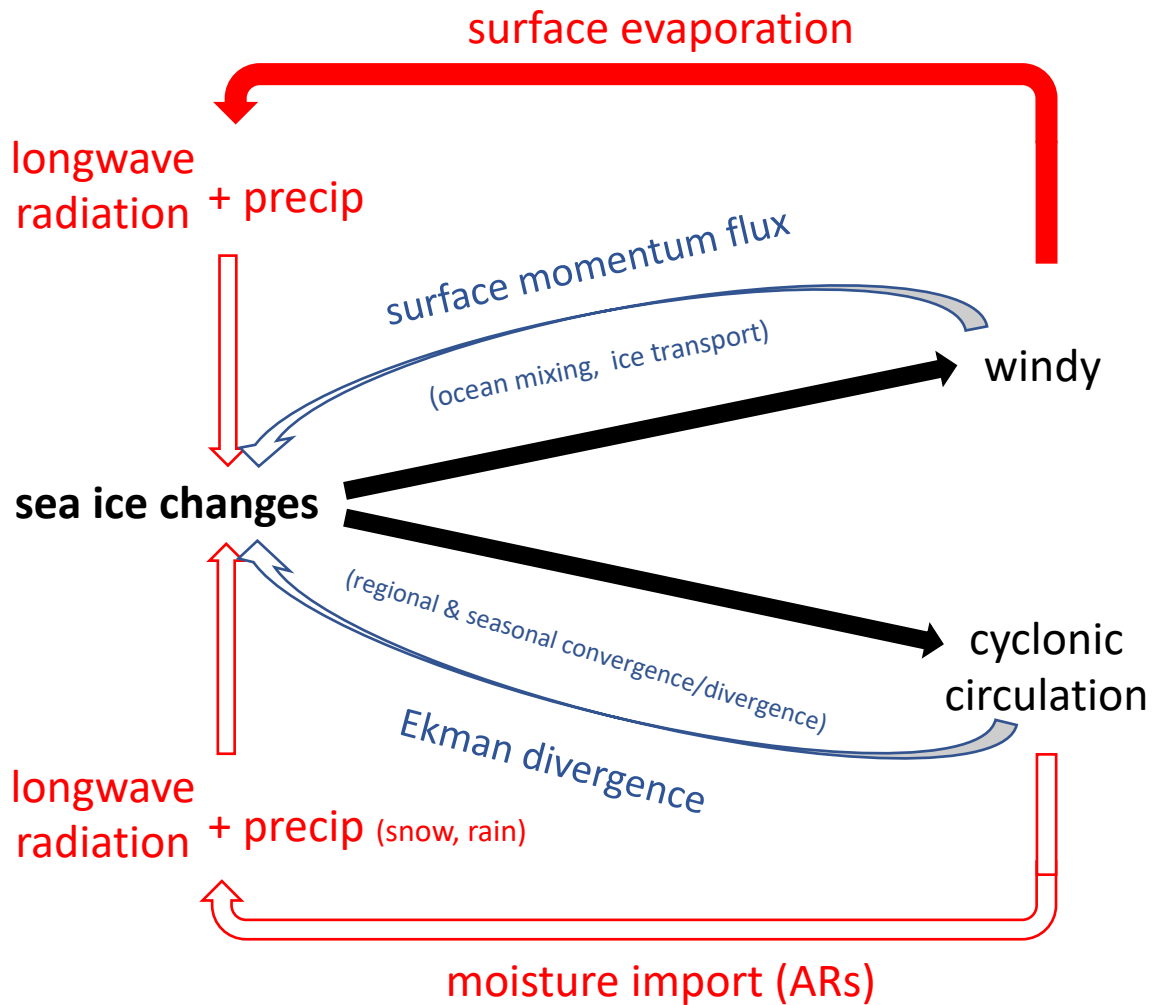 surface evaporation
longwave
radiation
+ precip
surface momentum flux
(ocean mixing, ice transport)
windy
sea ice changes
(regional & seasonal convergence/divergence)
Ekman divergence
cyclonic
circulation
longwave
radiation
+ precip (snow, rain)
moisture import (ARs)